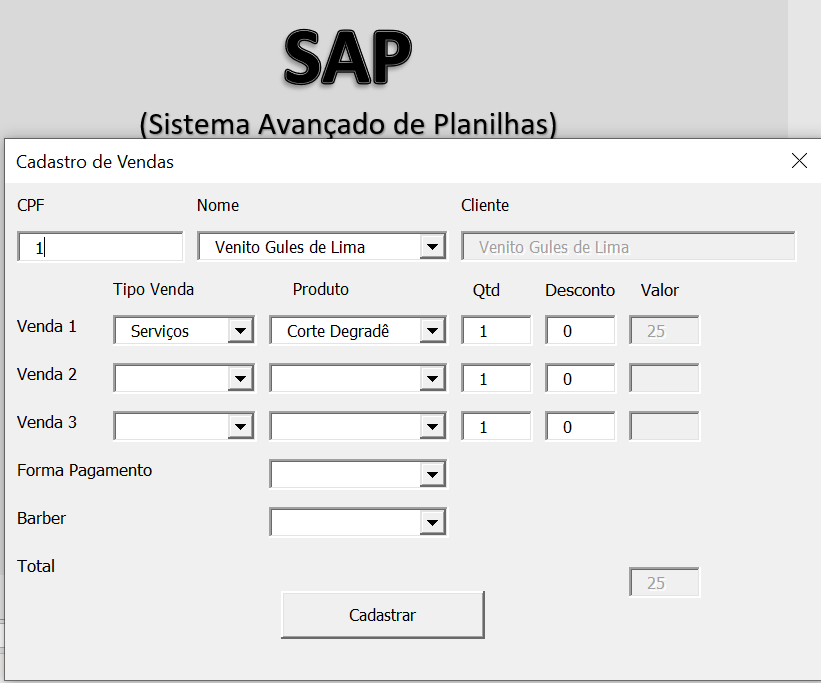 SAP
(Sistema Avançado de Planilhas)
Cadastro de Vendas
CPF Nome Cliente
1 Venito Gules de Lima Venito Gules de Lima
Tipo Venda Produto Qtd Desconto Valor
Venda 1 Serviços Corte Degradê 1 0 25
Venda 2 1 0
Venda 3 1 0
Forma Pagamento
Barber
Total 25
Cadastrar